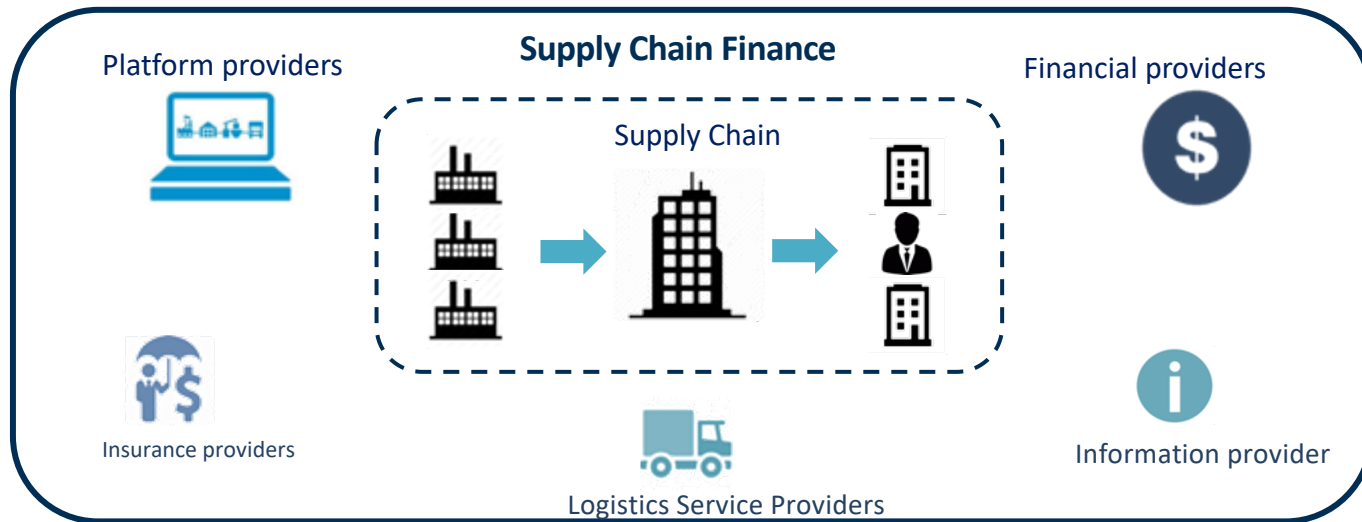 Supply Chain Finance
Platform providers
Financial providers
Supply Chain
$
$
i
Insurance providers
Information provider
Logistics Service Providers